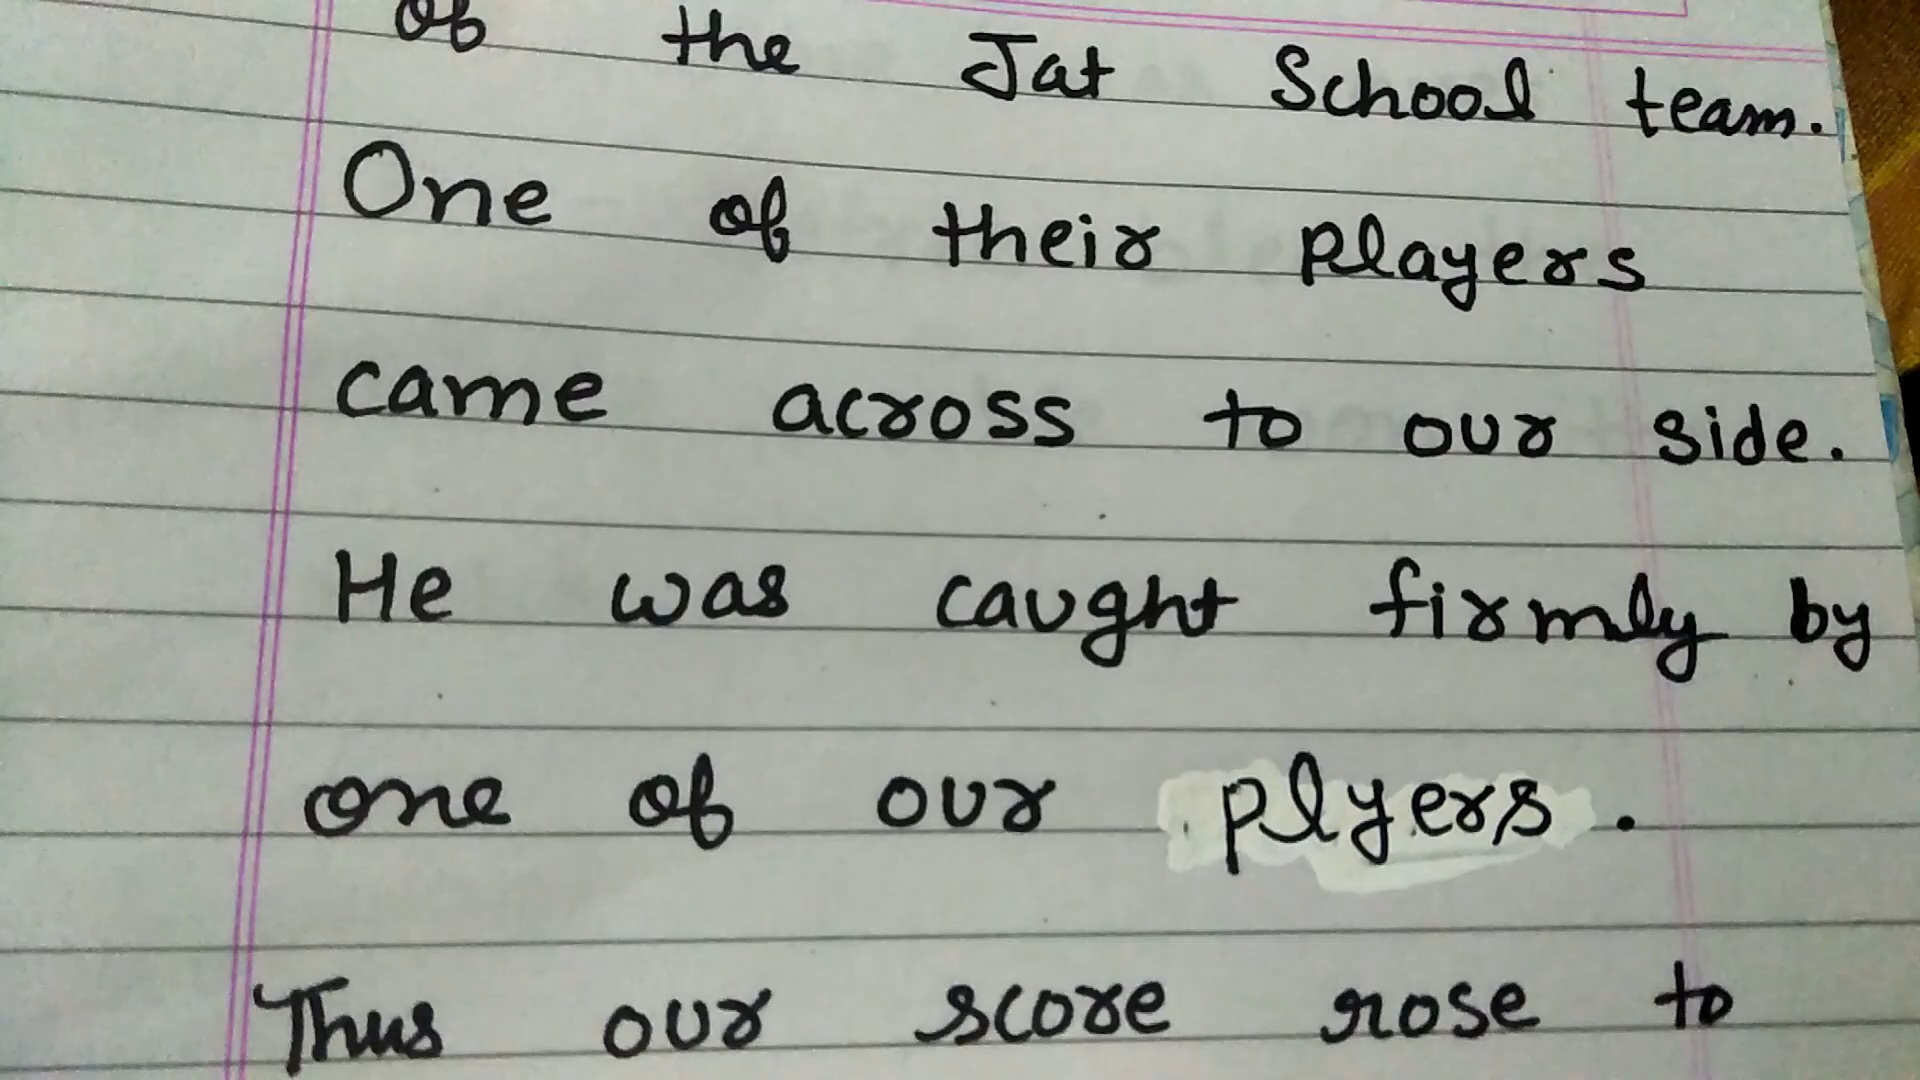 of the Jat School team.
One of their players
came across to our side.
He was caught firmly by
one of our plyers.
Thus our score rose to